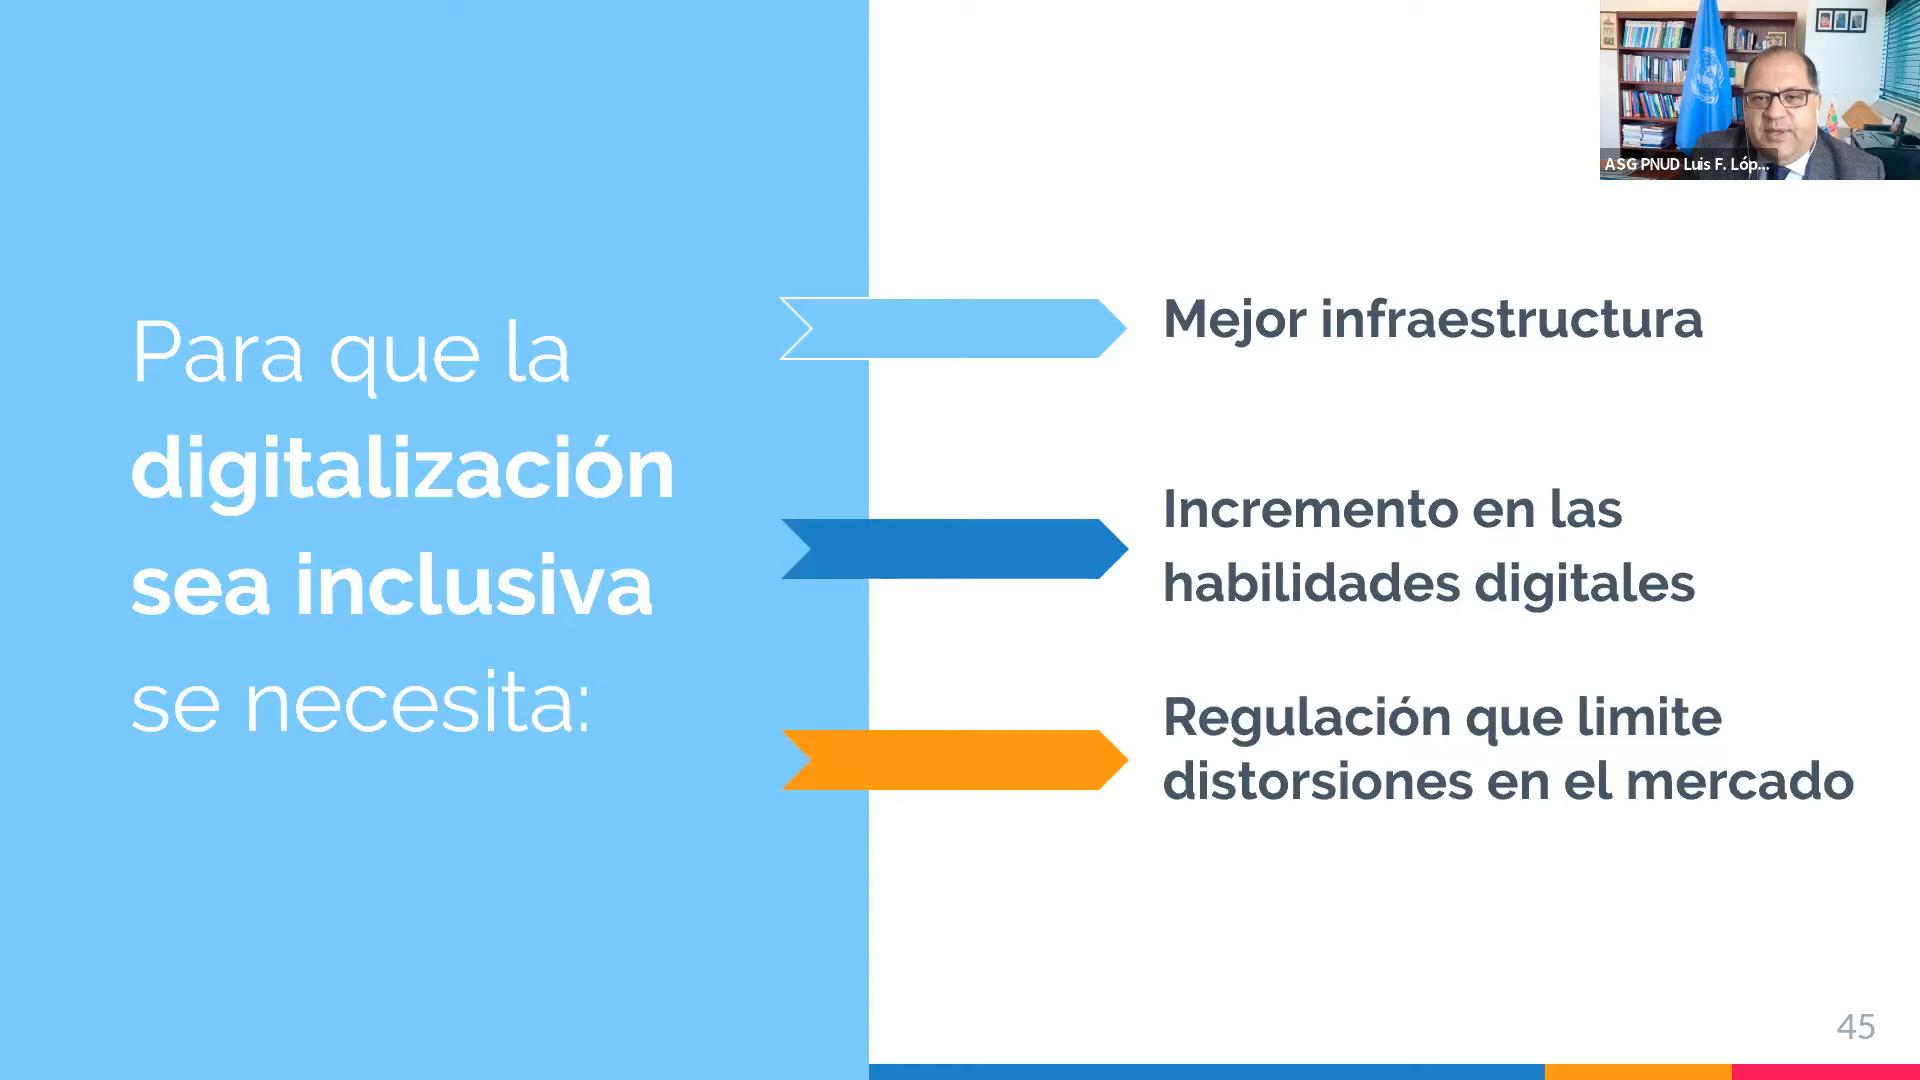 Para que la
digitalización
sea inclusiva
se necesita:
Mejor infraestructura
Incremento en las
habilidades digitales
Regulación que limite
distorsiones en el mercado
ASG PNUD Luis F. Lóp...
45